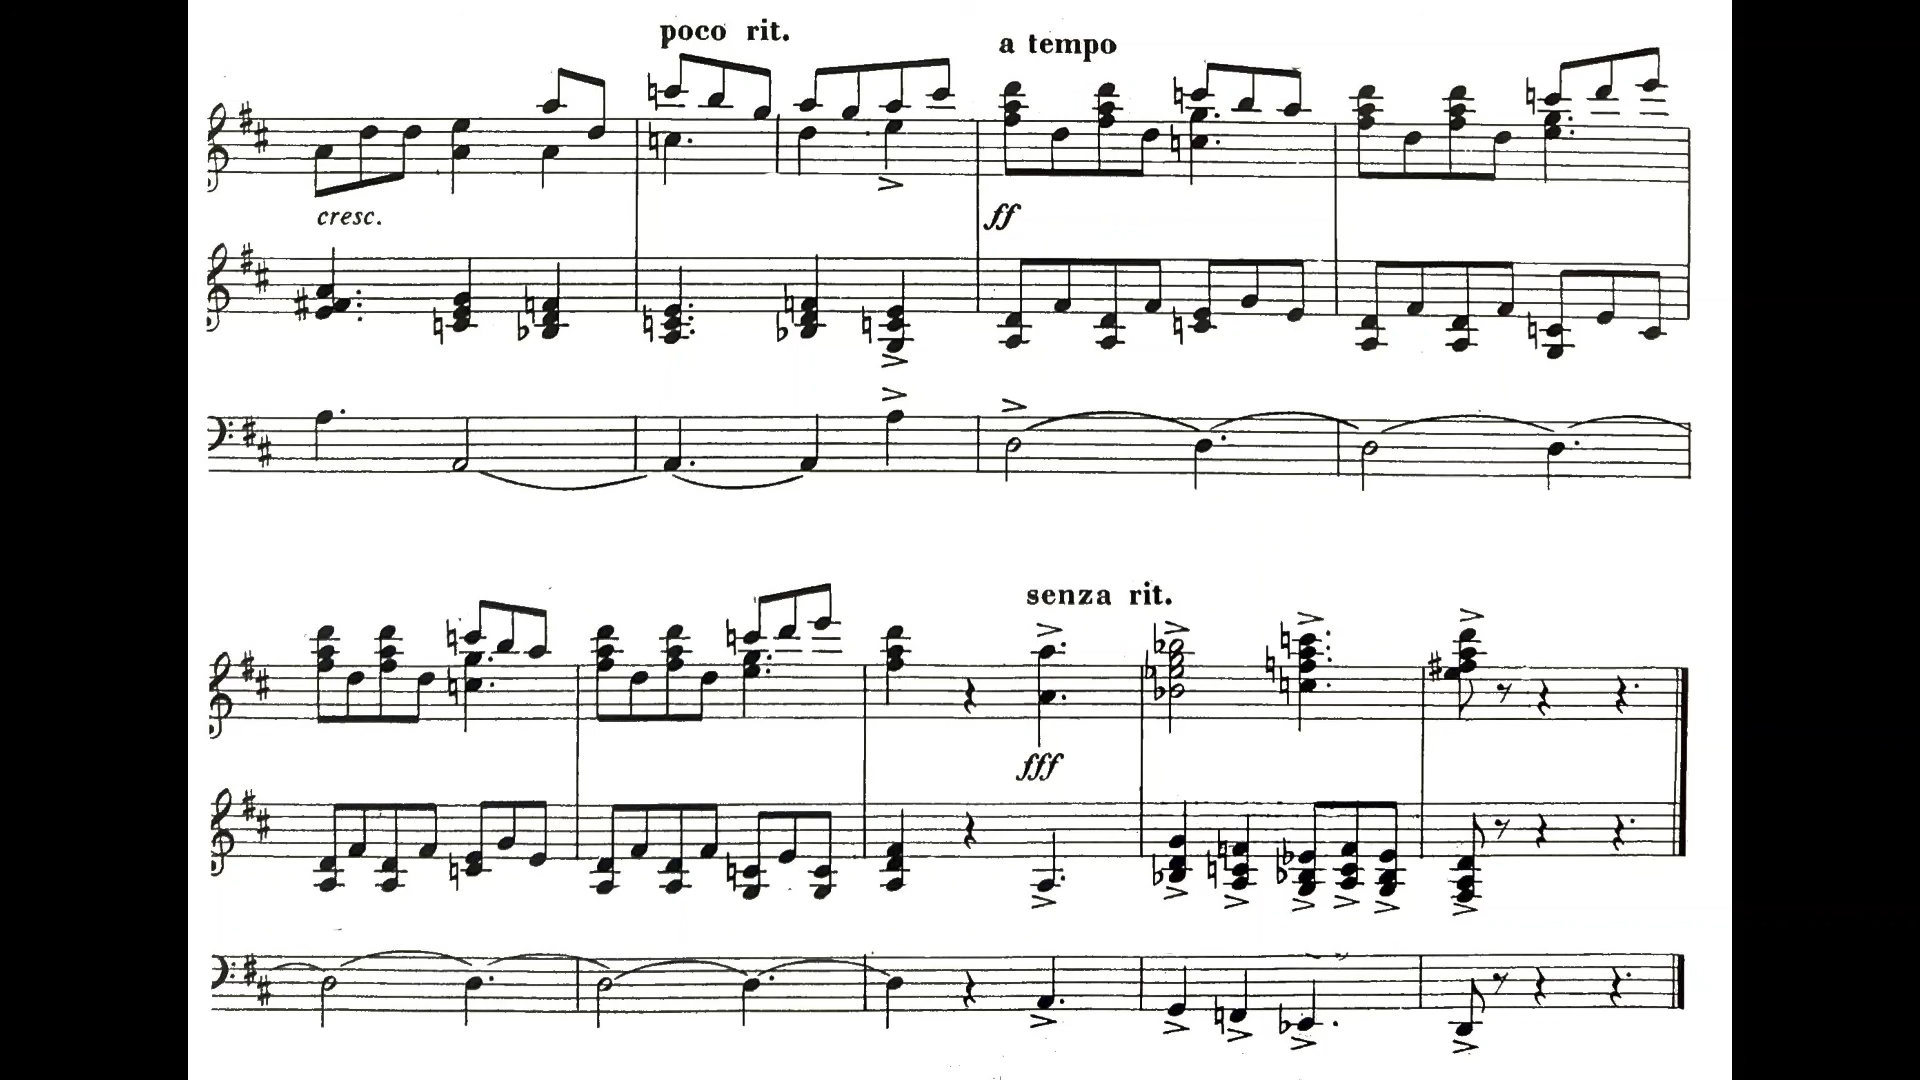 poco rit.
a tempo
cresc.
ff
senza rit.
fff